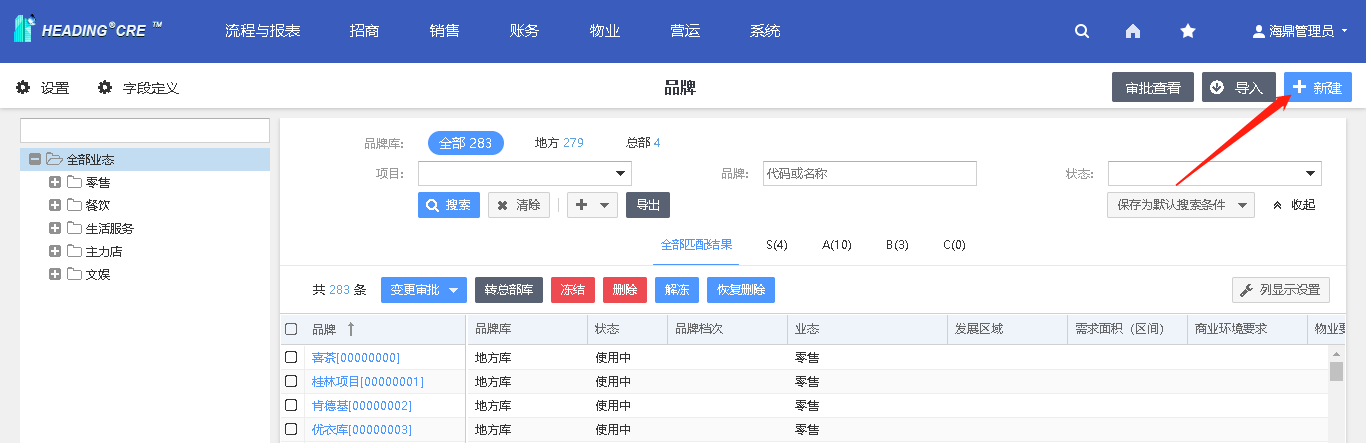 HEADING®CRE ™ 流程与报表 招商 销售 账务 物业 营运 系统 海鼎管理员
设置 字段定义 品牌 审批查看 导入 新建
品牌库: 全部 283 地方 279 总部 4
全部业态
项目: 品牌: 代码或名称 状态:
零售
餐饮
搜索 清除 导出 保存为默认搜索条件 收起
生活服务
主力店
全部匹配结果 S(4) A(10) B(3) C(0)
文娱
共 283 条 变更审批 转总部库 冻结 删除 解冻 恢复删除 列显示设置
品牌 品牌库 状态 品牌档次 业态 发展区域 需求面积（区间） 商业环境要求 物业要
喜茶[00000000] 地方库 使用中 零售
桂林项目[00000001] 地方库 使用中 零售
肯德基[00000002] 地方库 使用中 零售
优衣库[00000003] 地方库 使用中 零售